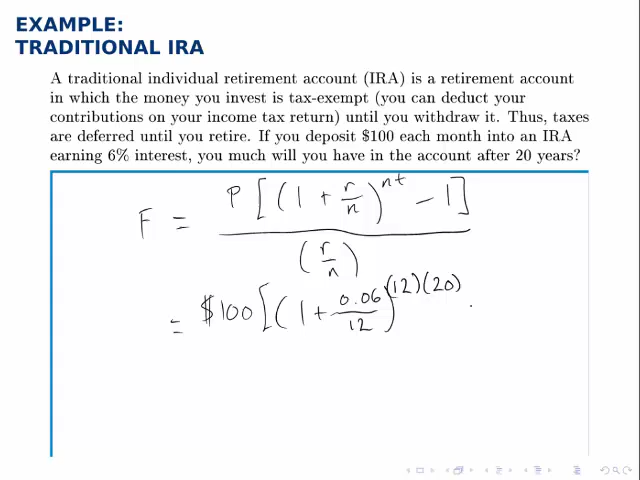 EXAMPLE:
TRADITIONAL IRA
A traditional individual retirement account (IRA) is a retirement account
in which the money you invest is tax-exempt (you can deduct your
contributions on your income tax return) until you withdraw it. Thus, taxes
are deferred until you retire. If you deposit $100 each month into an IRA
earning 6% interest, you much will you have in the account after 20 years?
F = P[(1 + r/n)^nt - 1] / (r/n)
= $100[(1 + 0.06/12)^(12)(20)